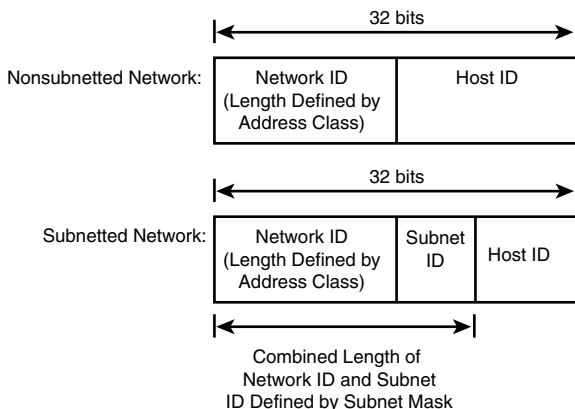 32 bits
Nonsubnetted Network:
Network ID
(Length Defined by
Address Class)
Host ID
32 bits
Subnetted Network:
Network ID
(Length Defined by
Address Class)
Subnet
ID
Host ID
Combined Length of
Network ID and Subnet
ID Defined by Subnet Mask